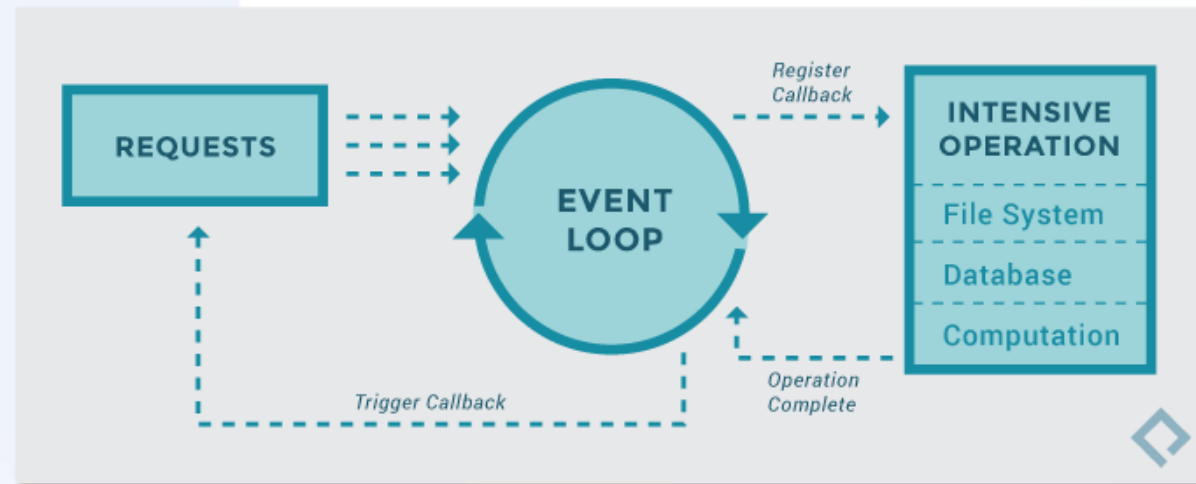 REQUESTS
EVENT
LOOP
Register
Callback
INTENSIVE
OPERATION
File System
Database
Computation
Operation
Complete
Trigger Callback